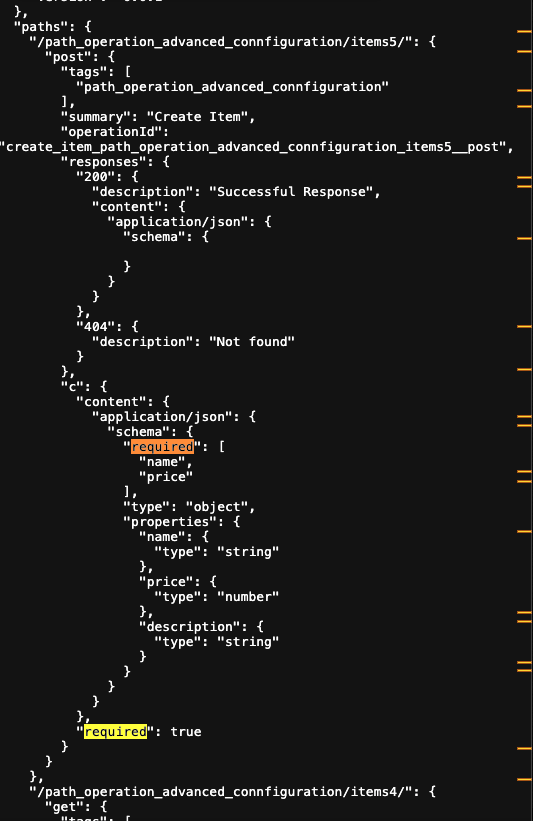 },
"paths": {
"/path_operation_advanced_connfiguration/items5/": {
"post": {
"tags": [
"path_operation_advanced_connfiguration"
],
"summary": "Create Item",
"operationId":
"create_item_path_operation_advanced_connfiguration_items5__post",
"responses": {
"200": {
"description": "Successful Response",
"content": {
"application/json": {
"schema": {
}
}
}
},
"404": {
"description": "Not found"
}
},
"c": {
"content": {
"application/json": {
"schema": {
"required": [
"name",
"price"
],
"type": "object",
"properties": {
"name": {
"type": "string"
},
"price": {
"type": "number"
},
"description": {
"type": "string"
}
}
}
}
},
"required": true
}
}
},
"/path_operation_advanced_connfiguration/items4/": {
"get": {
"tags": [